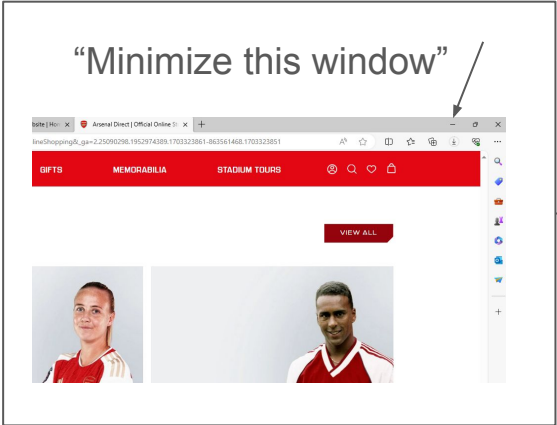 “Minimize this window”
bsite | Hom
Arsenal Direct | Official Online St
lineShopping&_ga=2.25090298.1952974389.1703323861-863561468.1703323851
GIFTS
MEMORABILIA
STADIUM TOURS
VIEW ALL